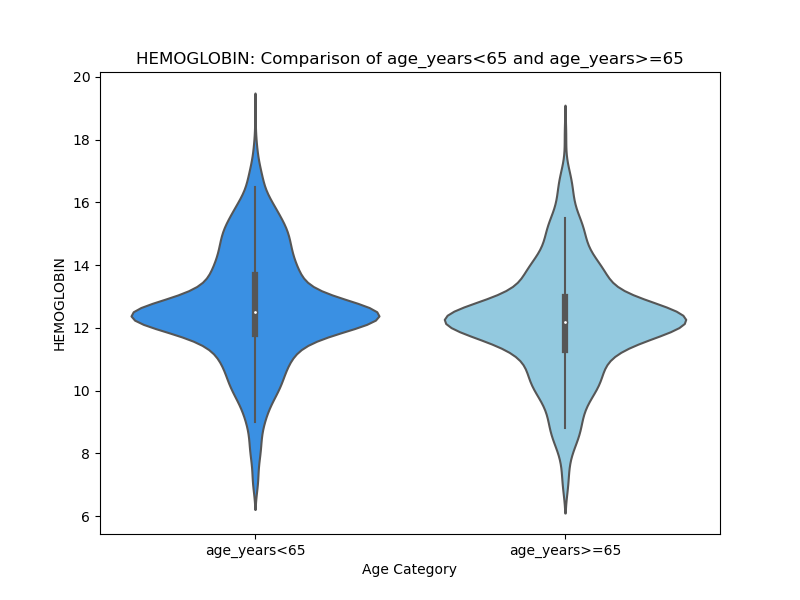 HEMOGLOBIN: Comparison of age_years<65 and age_years>=65
20
18
16
14
12
10
8
6
HEMOGLOBIN
age_years<65
age_years>=65
Age Category